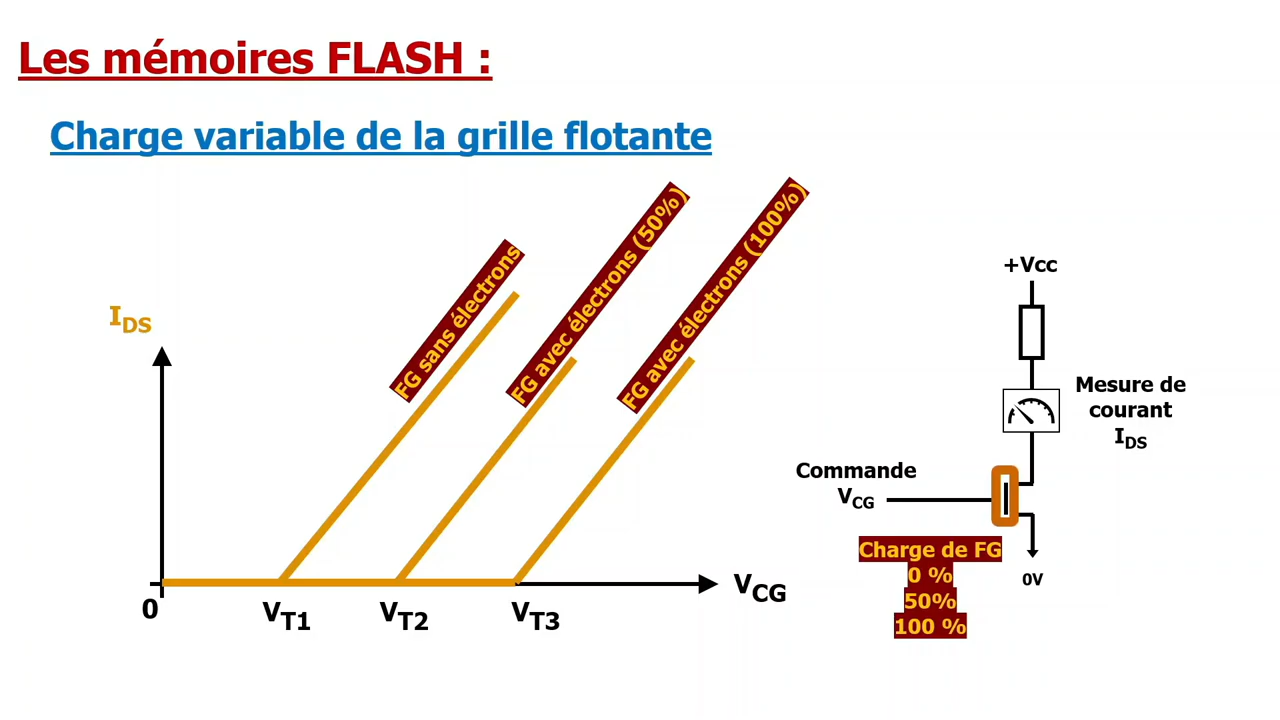 Les mémoires FLASH :
Charge variable de la grille flotante
FG sans électrons
FG avec électrons (50%)
FG avec électrons (100%)
IDS
0
VT1
VT2
VT3
VCG
+Vcc
Mesure de
courant
IDS
Commande
VCG
Charge de FG
0 %
50%
100 %
0V